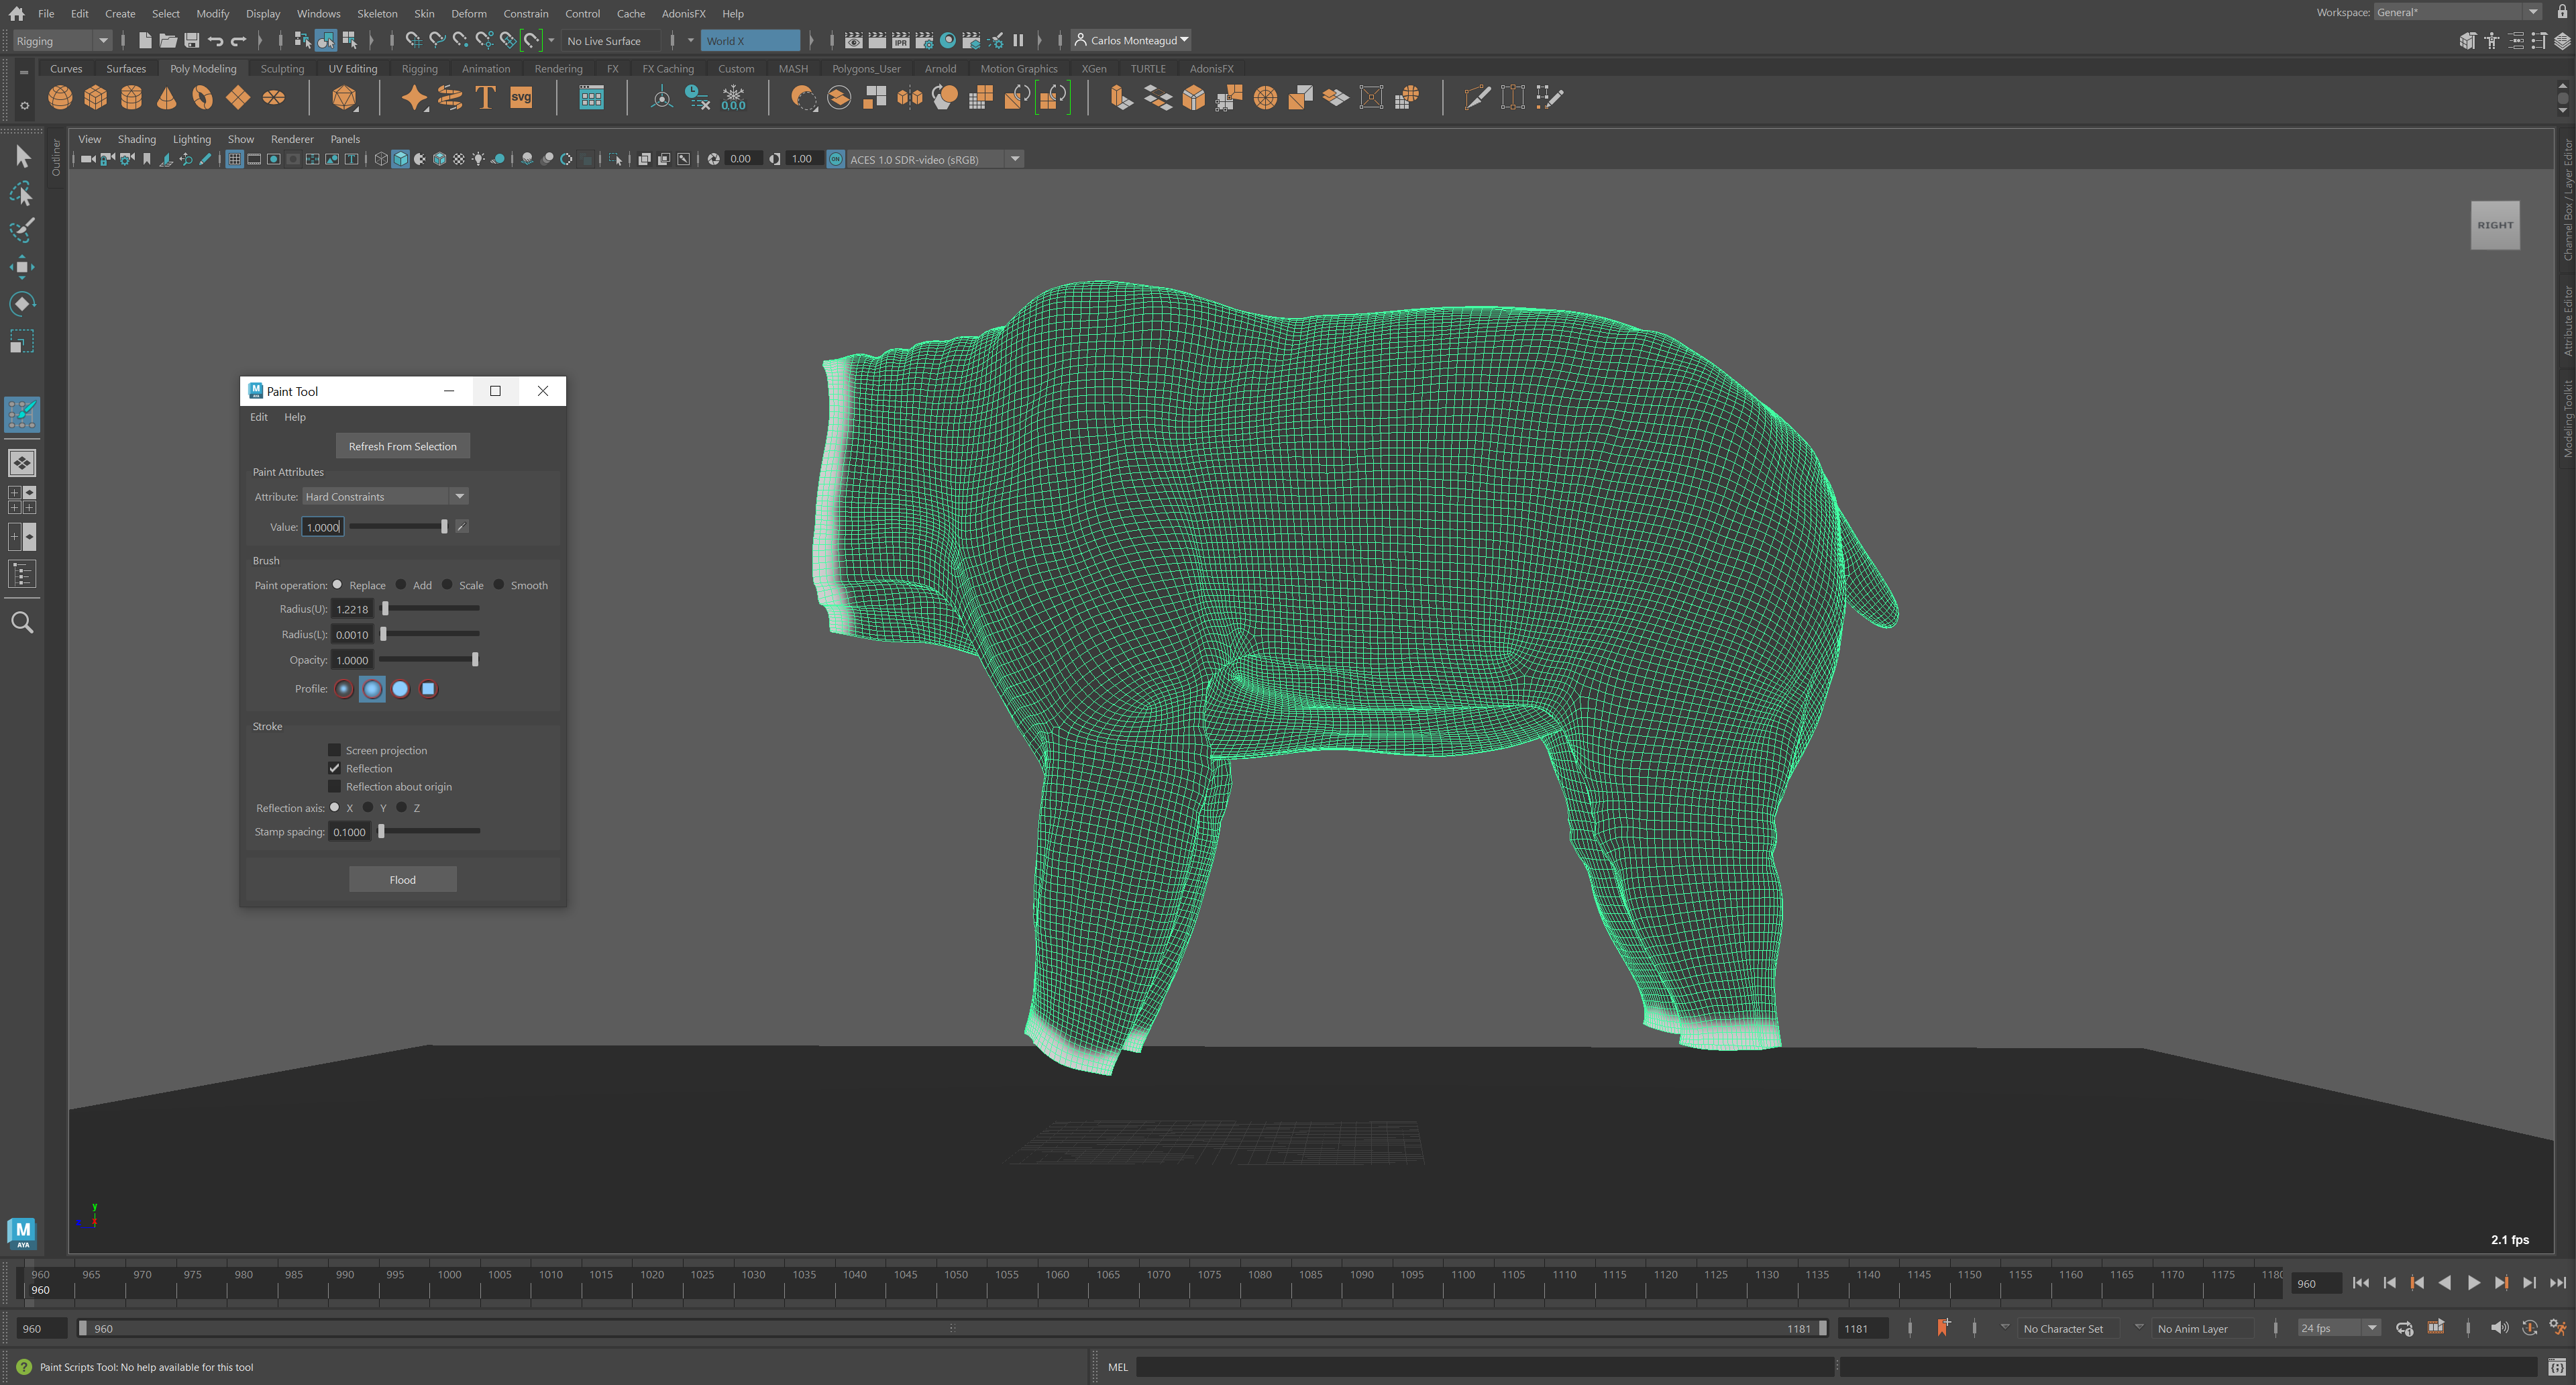 File Edit Create Select Modify Display Windows Skeleton Skin Deform Constrain Control Cache AdonisFX Help
Workspace: General*
Rigging
No Live Surface
World X
IPR
Carlos Monteagud
Curves Surfaces Poly Modeling Sculpting UV Editing Rigging Animation Rendering FX FX Caching Custom MASH Polygons_User Arnold Motion Graphics XGen TURTLE AdonisFX
T
SVG
0,0,0
View Shading Lighting Show Renderer Panels
0.00
1.00
ON
ACES 1.0 SDR-video (sRGB)
Outliner
Channel Box / Layer Editor
Attribute Editor
Modeling Toolkit
RIGHT
Paint Tool
Edit Help
Refresh From Selection
Paint Attributes
Attribute: Hard Constraints
Value: 1.0000
Brush
Paint operation: Replace Add Scale Smooth
Radius(U): 1.2218
Radius(L): 0.0010
Opacity: 1.0000
Profile:
Stroke
Screen projection
Reflection
Reflection about origin
Reflection axis: X Y Z
Stamp spacing: 0.1000
Flood
y
M
AYA
2.1 fps
960 965 970 975 980 985 990 995 1000 1005 1010 1015 1020 1025 1030 1035 1040 1045 1050 1055 1060 1065 1070 1075 1080 1085 1090 1095 1100 1105 1110 1115 1120 1125 1130 1135 1140 1145 1150 1155 1160 1165 1170 1175 1180
960
960
960
960
1181
1181
No Character Set
No Anim Layer
24 fps
Paint Scripts Tool: No help available for this tool
MEL